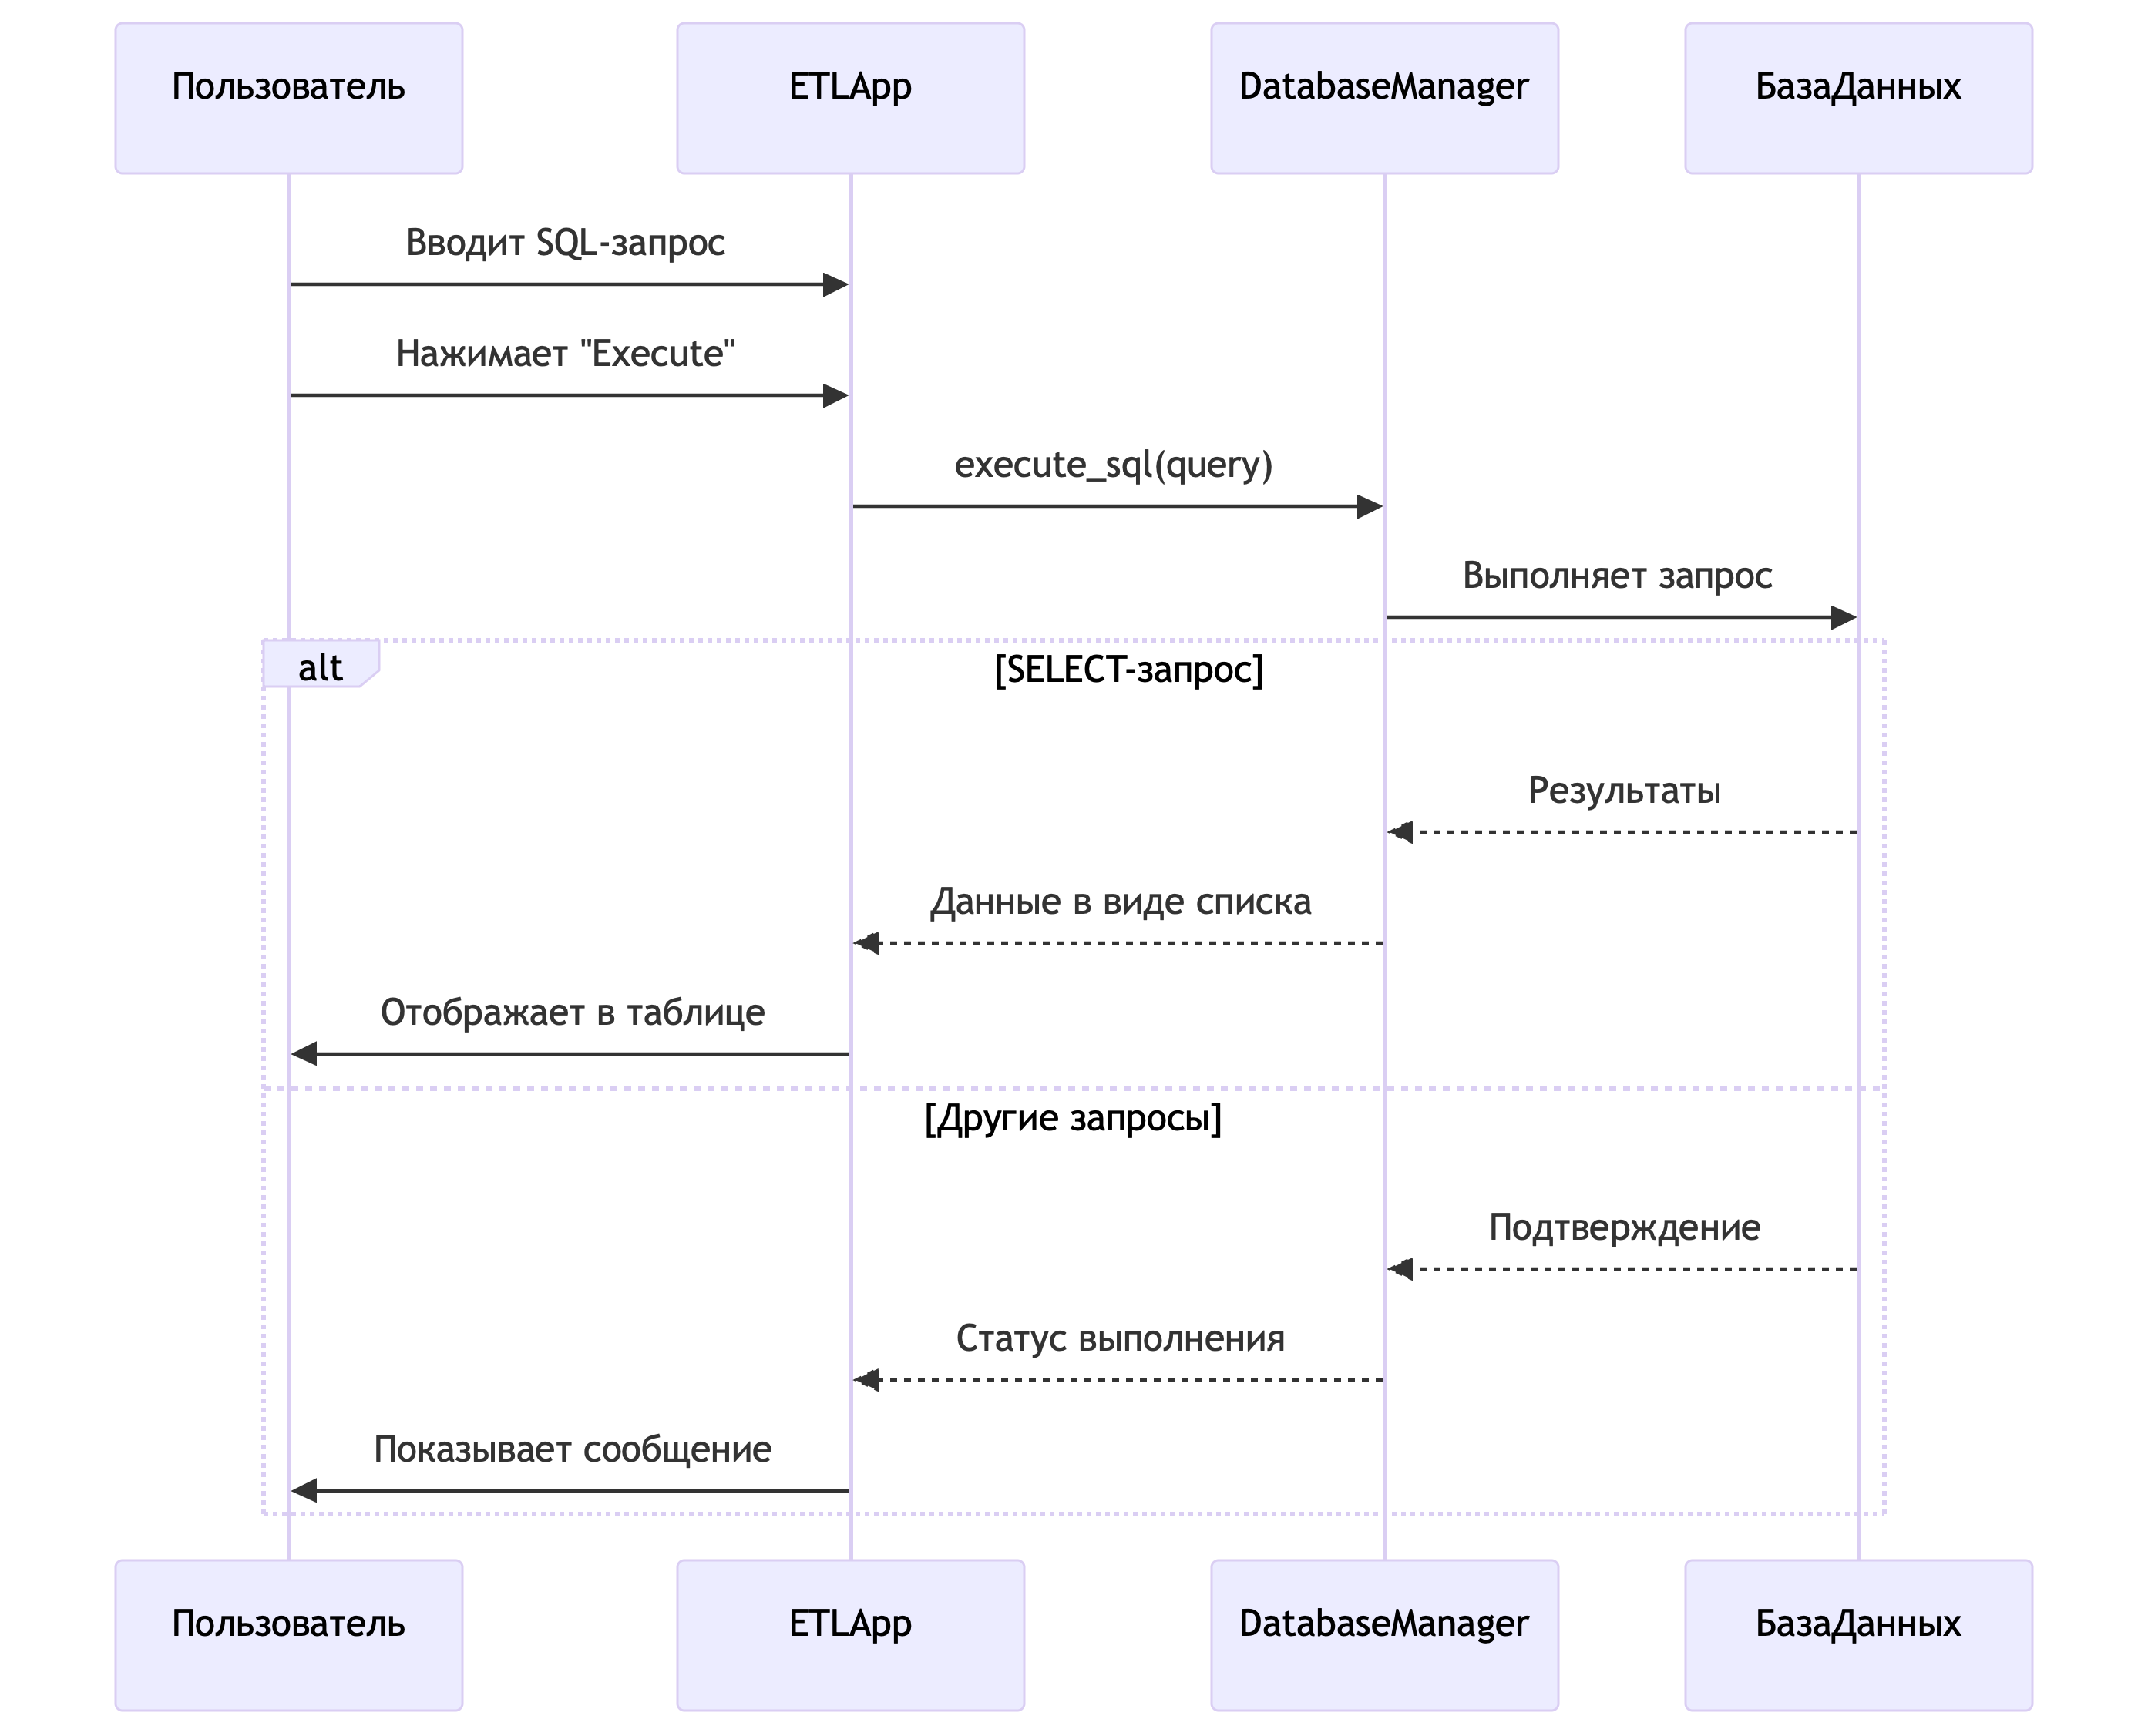 Пользователь
ETLApp
DatabaseManager
БазаДанных
Вводит SQL-запрос
Нажимает "Execute"
execute_sql(query)
Выполняет запрос
alt
[SELECT-запрос]
Результаты
Данные в виде списка
Отображает в таблице
[Другие запросы]
Подтверждение
Статус выполнения
Показывает сообщение
Пользователь
ETLApp
DatabaseManager
БазаДанных